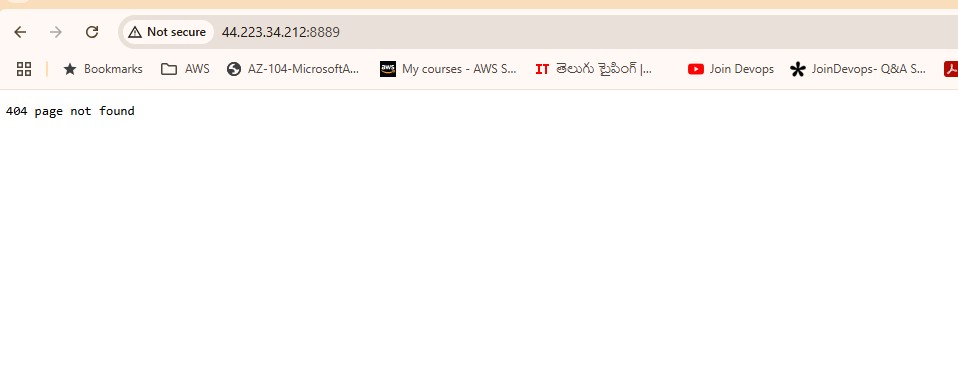 Not secure 44.223.34.212:8889
Bookmarks AWS AZ-104-MicrosoftA... aws My courses - AWS S... IT తెలుగు టైపింగ్ |... Join Devops JoinDevops- Q&A S...
404 page not found